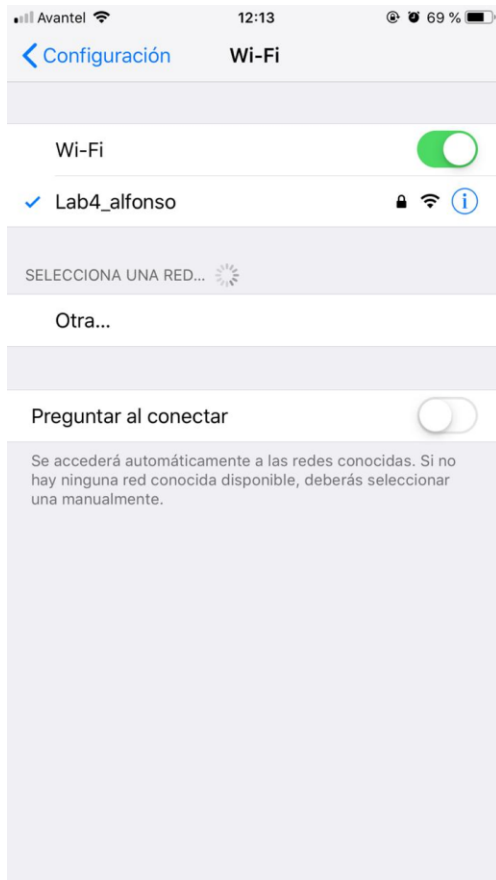 Avantel 12:13 69 %
Configuración Wi-Fi
Wi-Fi
Lab4_alfonso
SELECCIONA UNA RED...
Otra...
Preguntar al conectar
Se accederá automáticamente a las redes conocidas. Si no
hay ninguna red conocida disponible, deberás seleccionar
una manualmente.